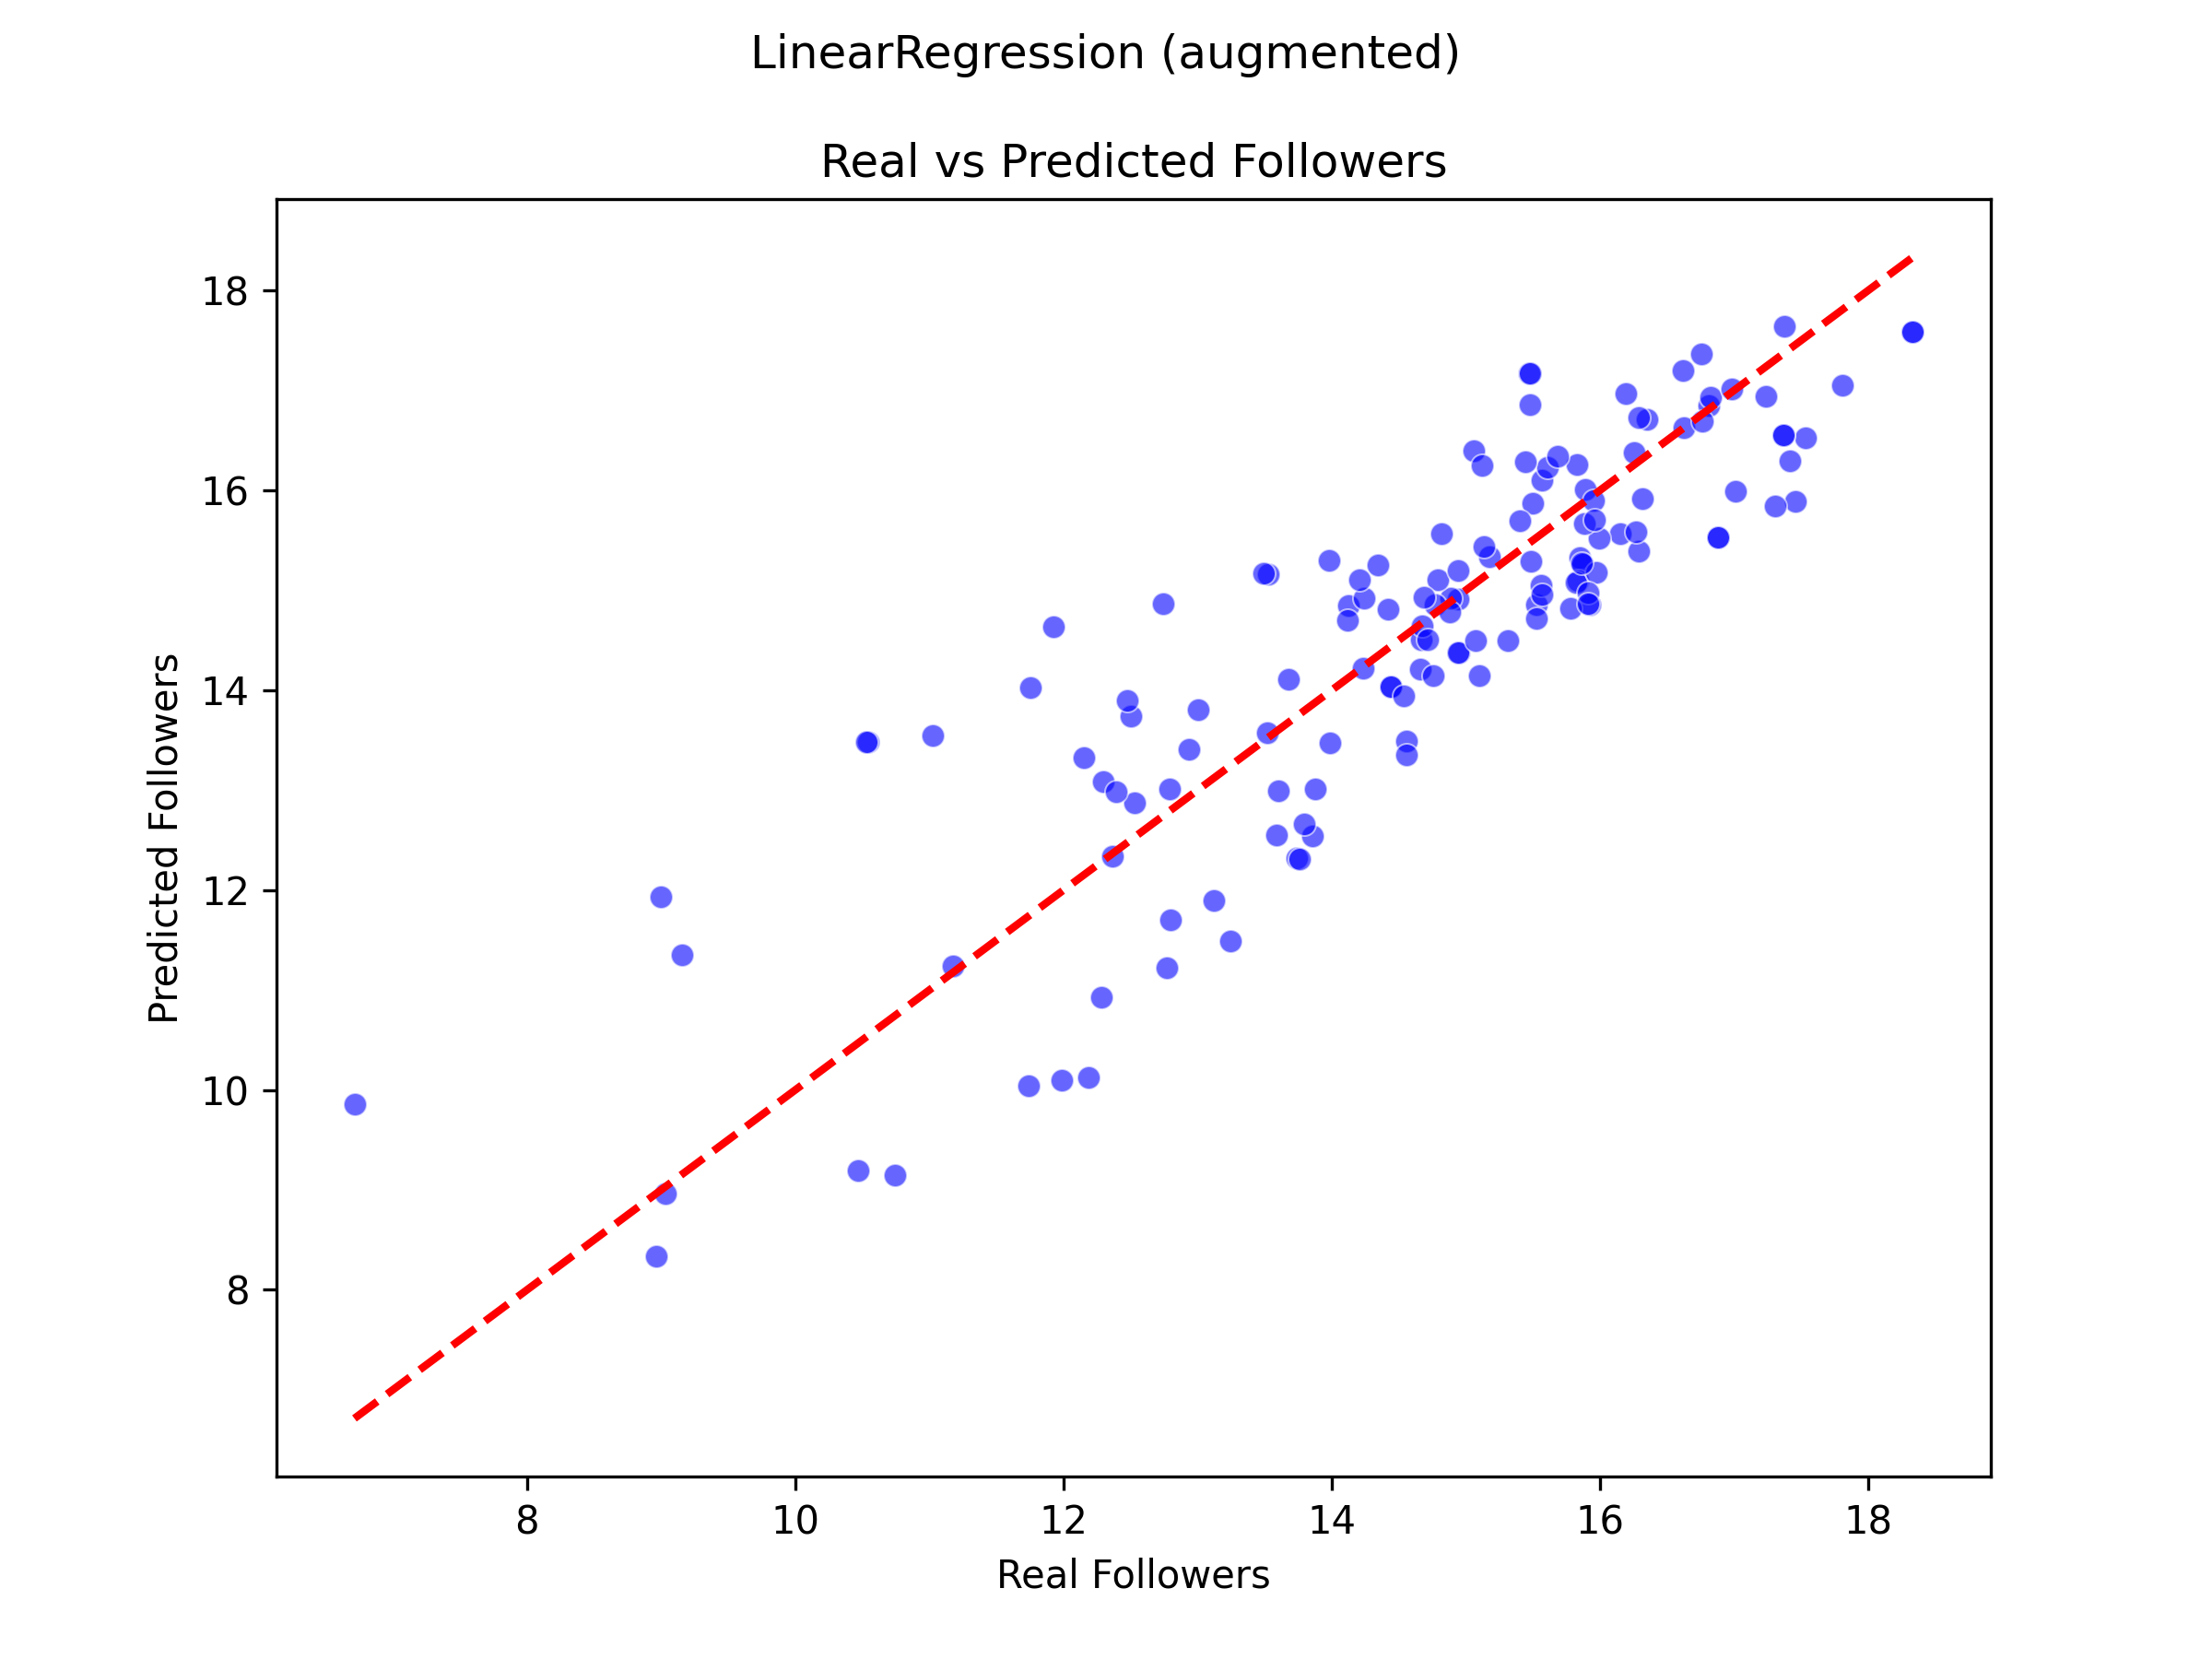 LinearRegression (augmented)
Real vs Predicted Followers
18
16
14
12
10
8
Predicted Followers
8 10 12 14 16 18
Real Followers